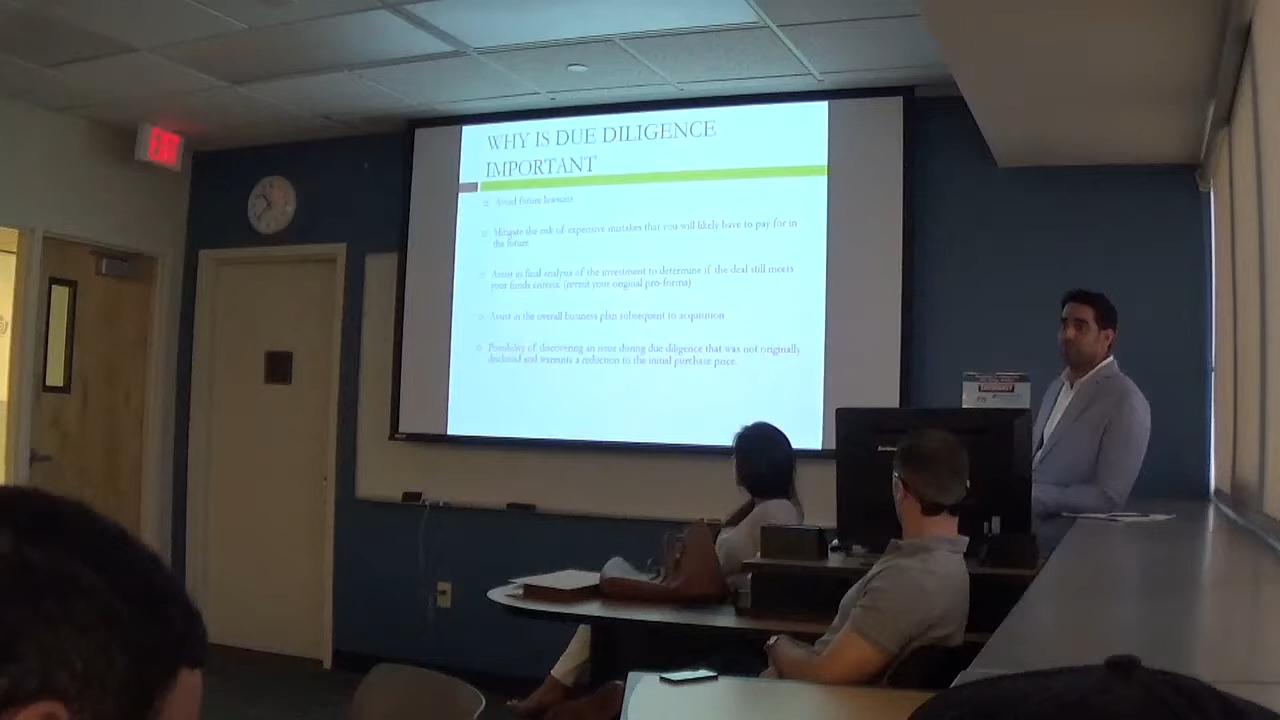 EXIT
WHY IS DUE DILIGENCE
IMPORTANT
Avoid future lawsuits
Mitigate the risk of expensive mistakes that you will likely have to pay for in
the future
Assist in final analysis of the investment to determine if the deal still meets
your funds criteria. (revisit your original pro-forma)
Assist in the overall business plan subsequent to acquisition
Possibility of discovering an issue during due diligence that was not originally
disclosed and warrants a reduction to the initial purchase price.